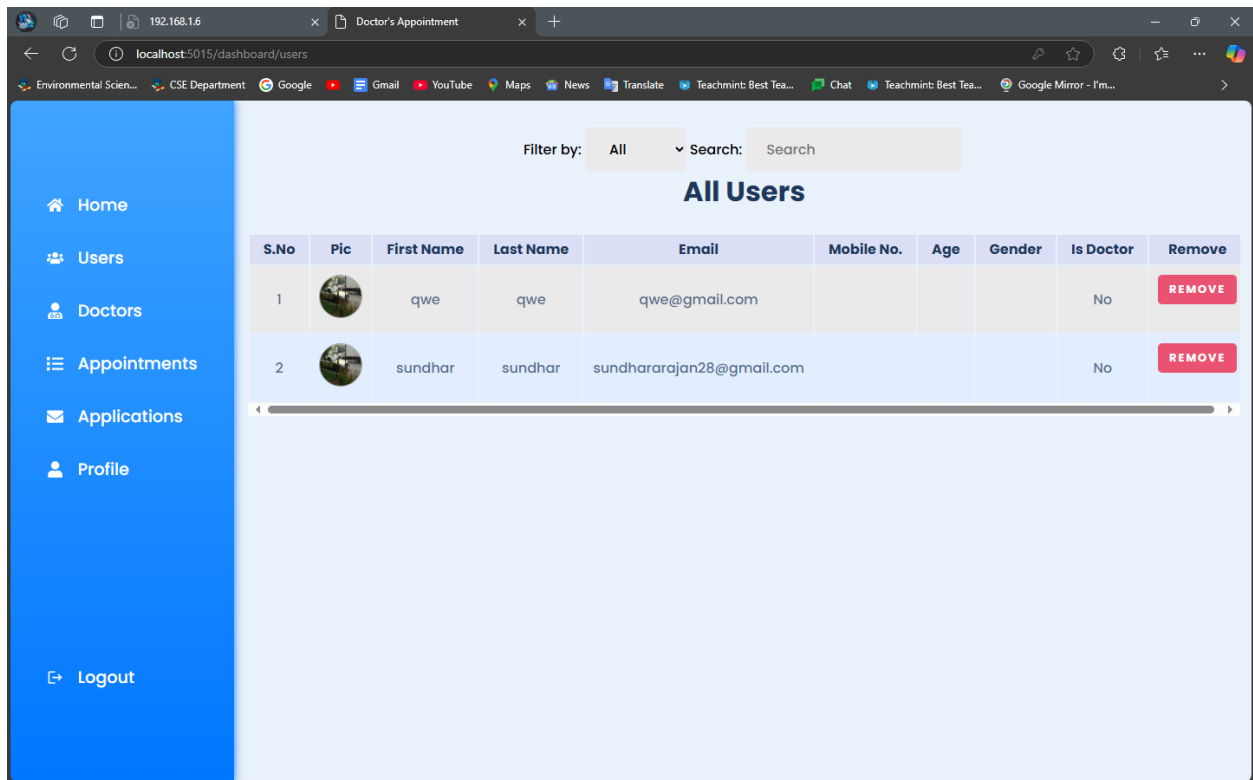 192.168.1.6
Doctor's Appointment
localhost:5015/dashboard/users
Environmental Scien... CSE Department Google Gmail YouTube Maps News Translate Teachmint: Best Tea... Chat Teachmint: Best Tea... Google Mirror - I'm...
Filter by: All Search: Search
All Users
Home
Users
Doctors
Appointments
Applications
Profile
Logout
S.No Pic First Name Last Name Email Mobile No. Age Gender Is Doctor Remove
1 qwe qwe qwe@gmail.com No REMOVE
2 sundhar sundhar sundhararajan28@gmail.com No REMOVE